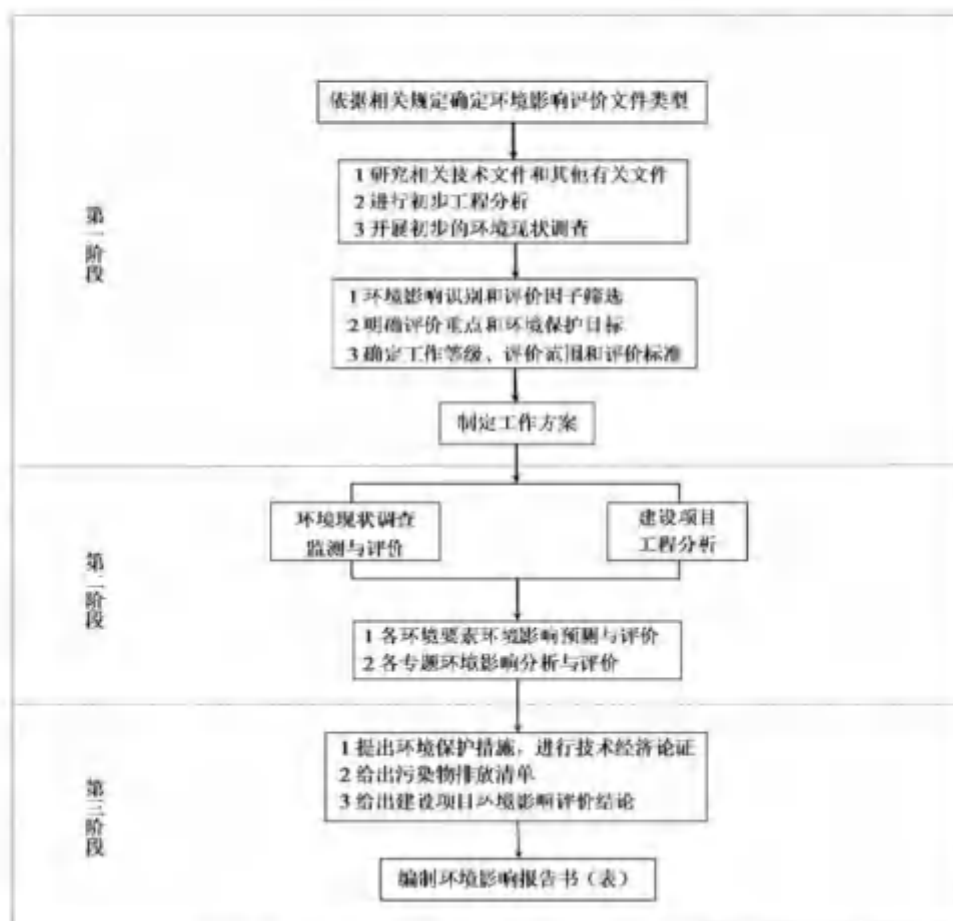 依据相关规定确定环境影响评价文件类型
1 研究相关技术文件和其他有关文件
2 进行初步工程分析
3 开展初步的环境现状调查
第一阶段
1 环境影响识别和评价因子筛选
2 明确评价重点和环境保护目标
3 确定工作等级、评价范围和评价标准
制定工作方案
环境现状调查
监测与评价
建设项目
工程分析
第二阶段
1 各环境要素环境影响预测与评价
2 各专题环境影响分析与评价
1 提出环境保护措施,进行技术经济论证
2 给出污染物排放清单
3 给出建设项目环境影响评价结论
第三阶段
编制环境影响报告书(表)